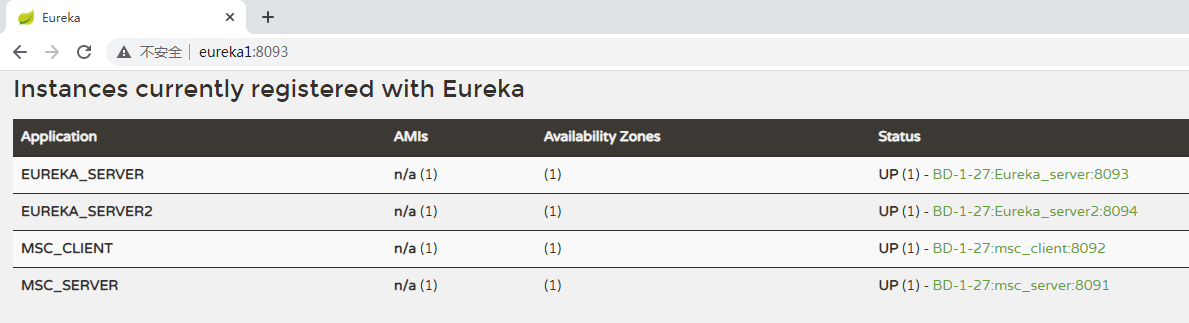 Eureka
不安全 eureka1:8093
Instances currently registered with Eureka
Application AMIs Availability Zones Status
EUREKA_SERVER n/a (1) (1) UP (1) - BD-1-27:Eureka_server:8093
EUREKA_SERVER2 n/a (1) (1) UP (1) - BD-1-27:Eureka_server2:8094
MSC_CLIENT n/a (1) (1) UP (1) - BD-1-27:msc_client:8092
MSC_SERVER n/a (1) (1) UP (1) - BD-1-27:msc_server:8091